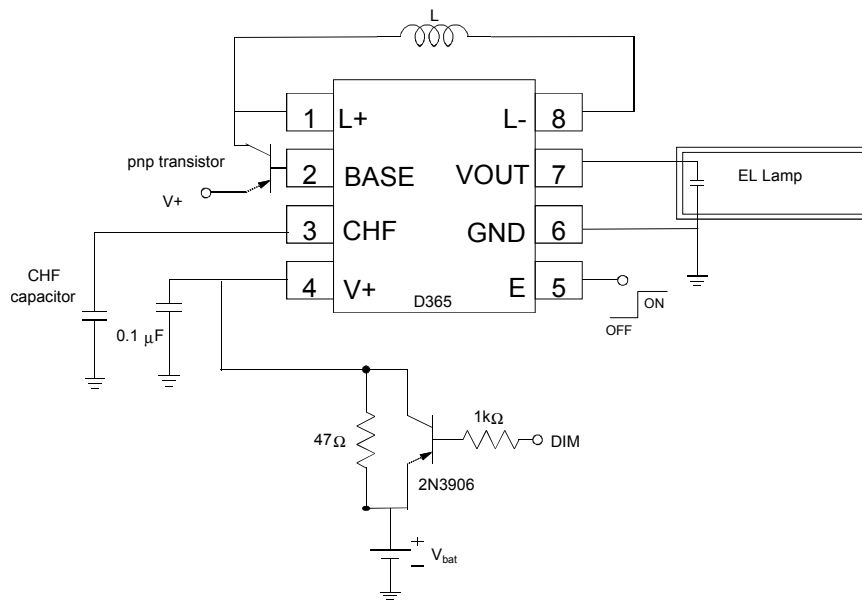 L
1
L+
L-
8
pnp transistor
2
BASE
VOUT
7
EL Lamp
V+
3
CHF
GND
6
CHF
capacitor
4
V+
E
5
D365
ON
OFF
0.1 μF
47Ω
1kΩ
DIM
2N3906
+
Vbat
–